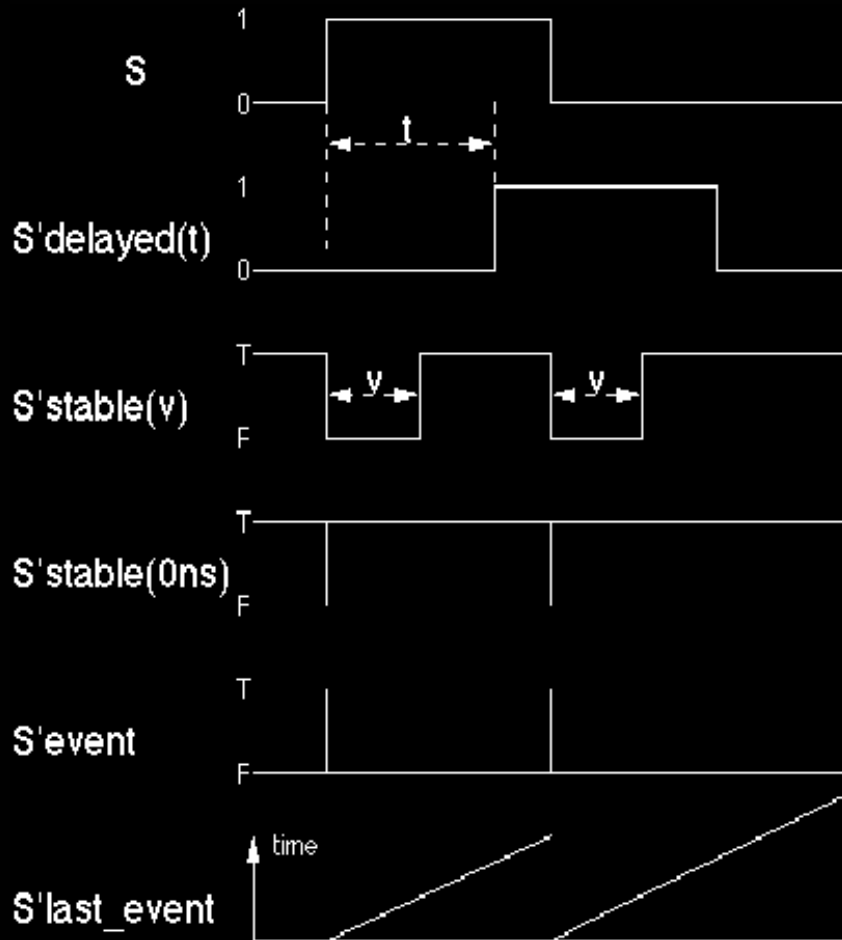 1
S
0
t
1
S'delayed(t)
0
T
v v
S'stable(v)
F
T
S'stable(0ns)
F
T
S'event
F
time
S'last_event